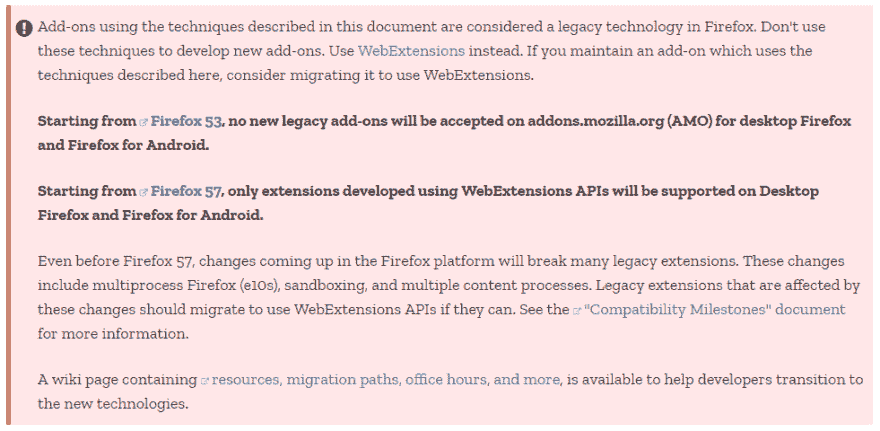 Add-ons using the techniques described in this document are considered a legacy technology in Firefox. Don't use
these techniques to develop new add-ons. Use WebExtensions instead. If you maintain an add-on which uses the
techniques described here, consider migrating it to use WebExtensions.
Starting from Firefox 53, no new legacy add-ons will be accepted on addons.mozilla.org (AMO) for desktop Firefox
and Firefox for Android.
Starting from Firefox 57, only extensions developed using WebExtensions APIs will be supported on Desktop
Firefox and Firefox for Android.
Even before Firefox 57, changes coming up in the Firefox platform will break many legacy extensions. These changes
include multiprocess Firefox (e10s), sandboxing, and multiple content processes. Legacy extensions that are affected by
these changes should migrate to use WebExtensions APIs if they can. See the "Compatibility Milestones" document
for more information.
A wiki page containing resources, migration paths, office hours, and more, is available to help developers transition to
the new technologies.